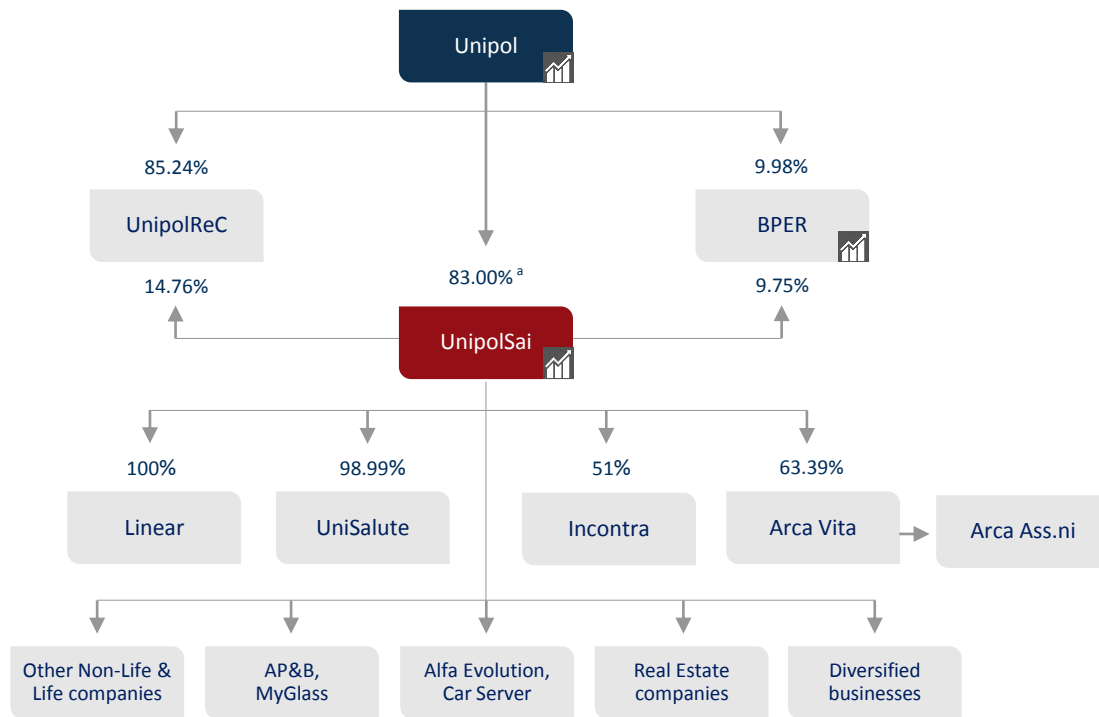 Unipol
85.24%
9.98%
UnipolReC
BPER
83.00% a
14.76%
9.75%
UnipolSai
100%
98.99%
51%
63.39%
Linear
UniSalute
Incontra
Arca Vita
Arca Ass.ni
Other Non-Life &
Life companies
AP&B,
MyGlass
Alfa Evolution,
Car Server
Real Estate
companies
Diversified
businesses